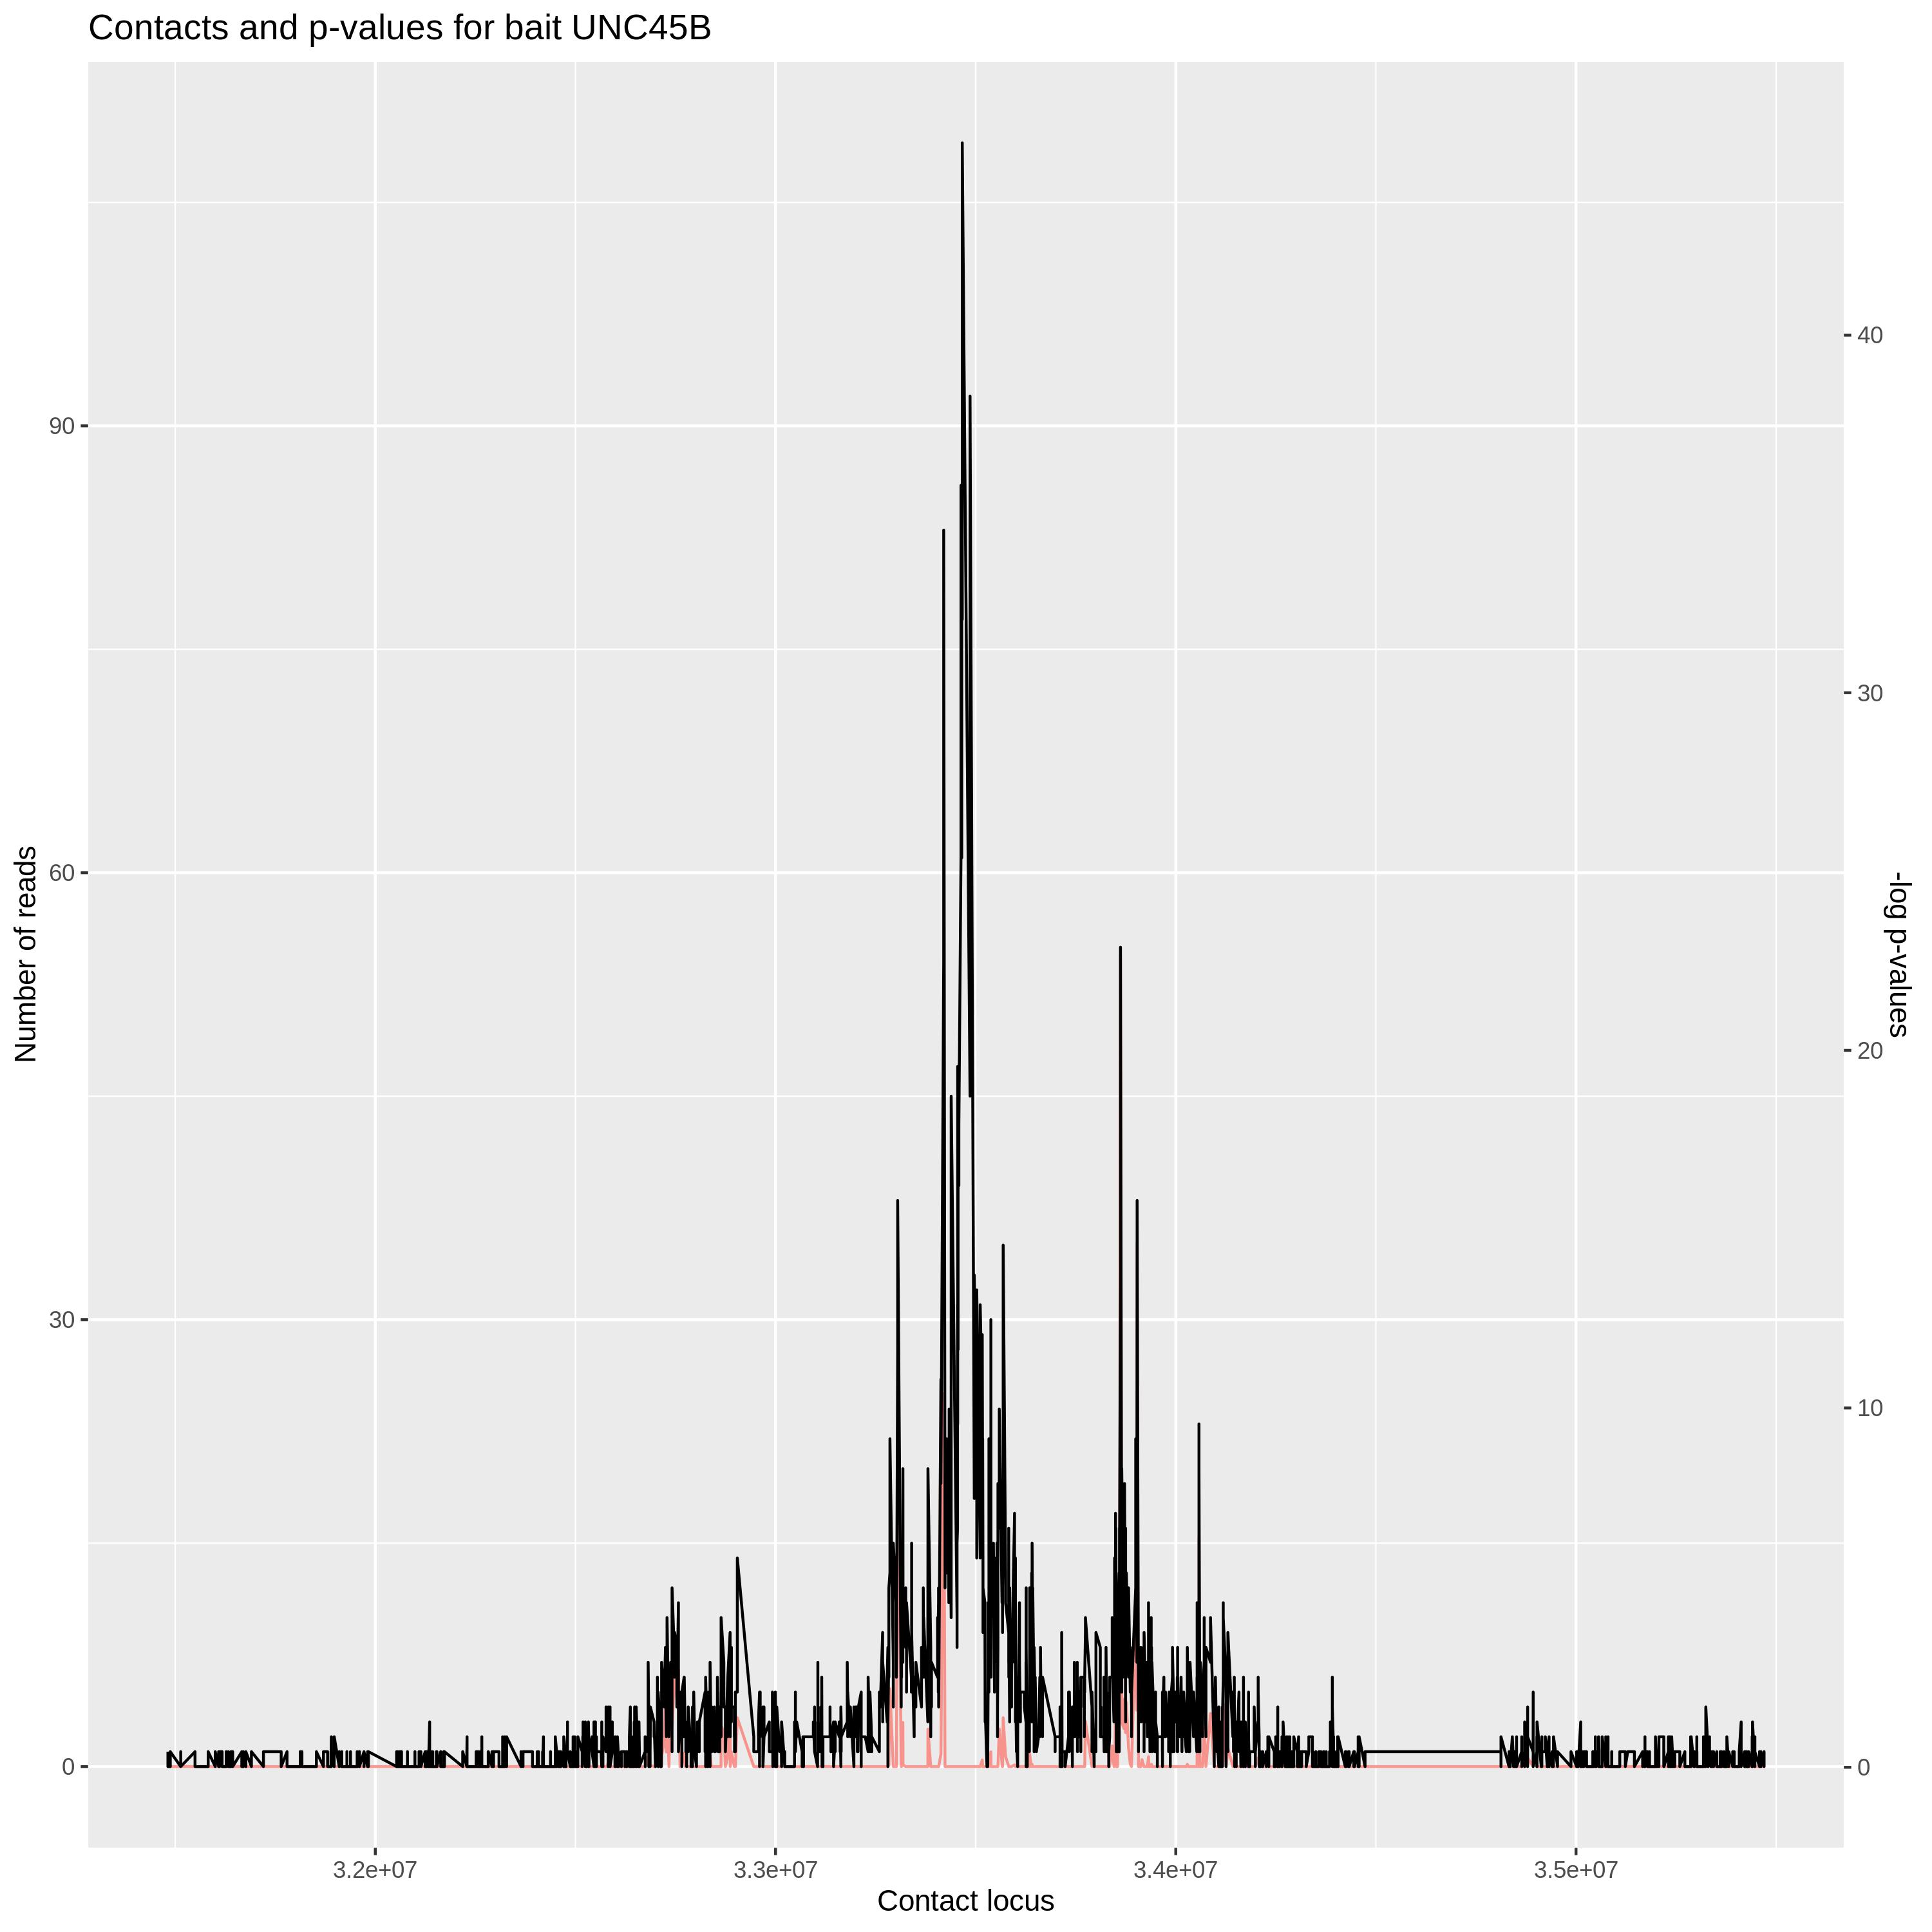 Contacts and p-values for bait UNC45B
90
60
30
0
Number of reads
40
30
20
10
0
-log p-values
3.2e+07 3.3e+07 3.4e+07 3.5e+07
Contact locus